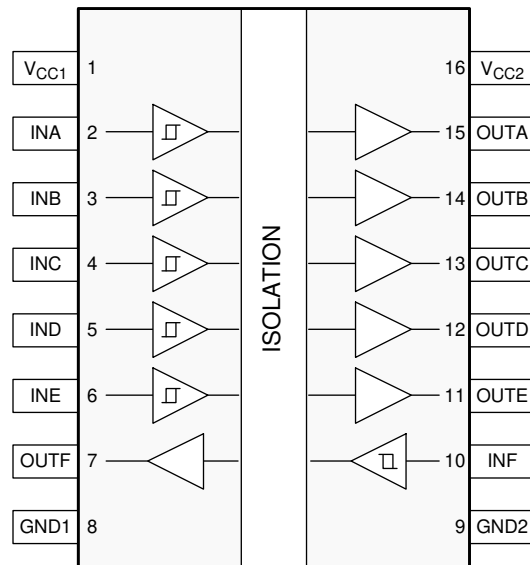 VCC1 1 16 VCC2
INA 2 15 OUTA
INB 3 14 OUTB
INC 4 13 OUTC
IND 5 12 OUTD
INE 6 11 OUTE
OUTF 7 10 INF
GND1 8 9 GND2
ISOLATION